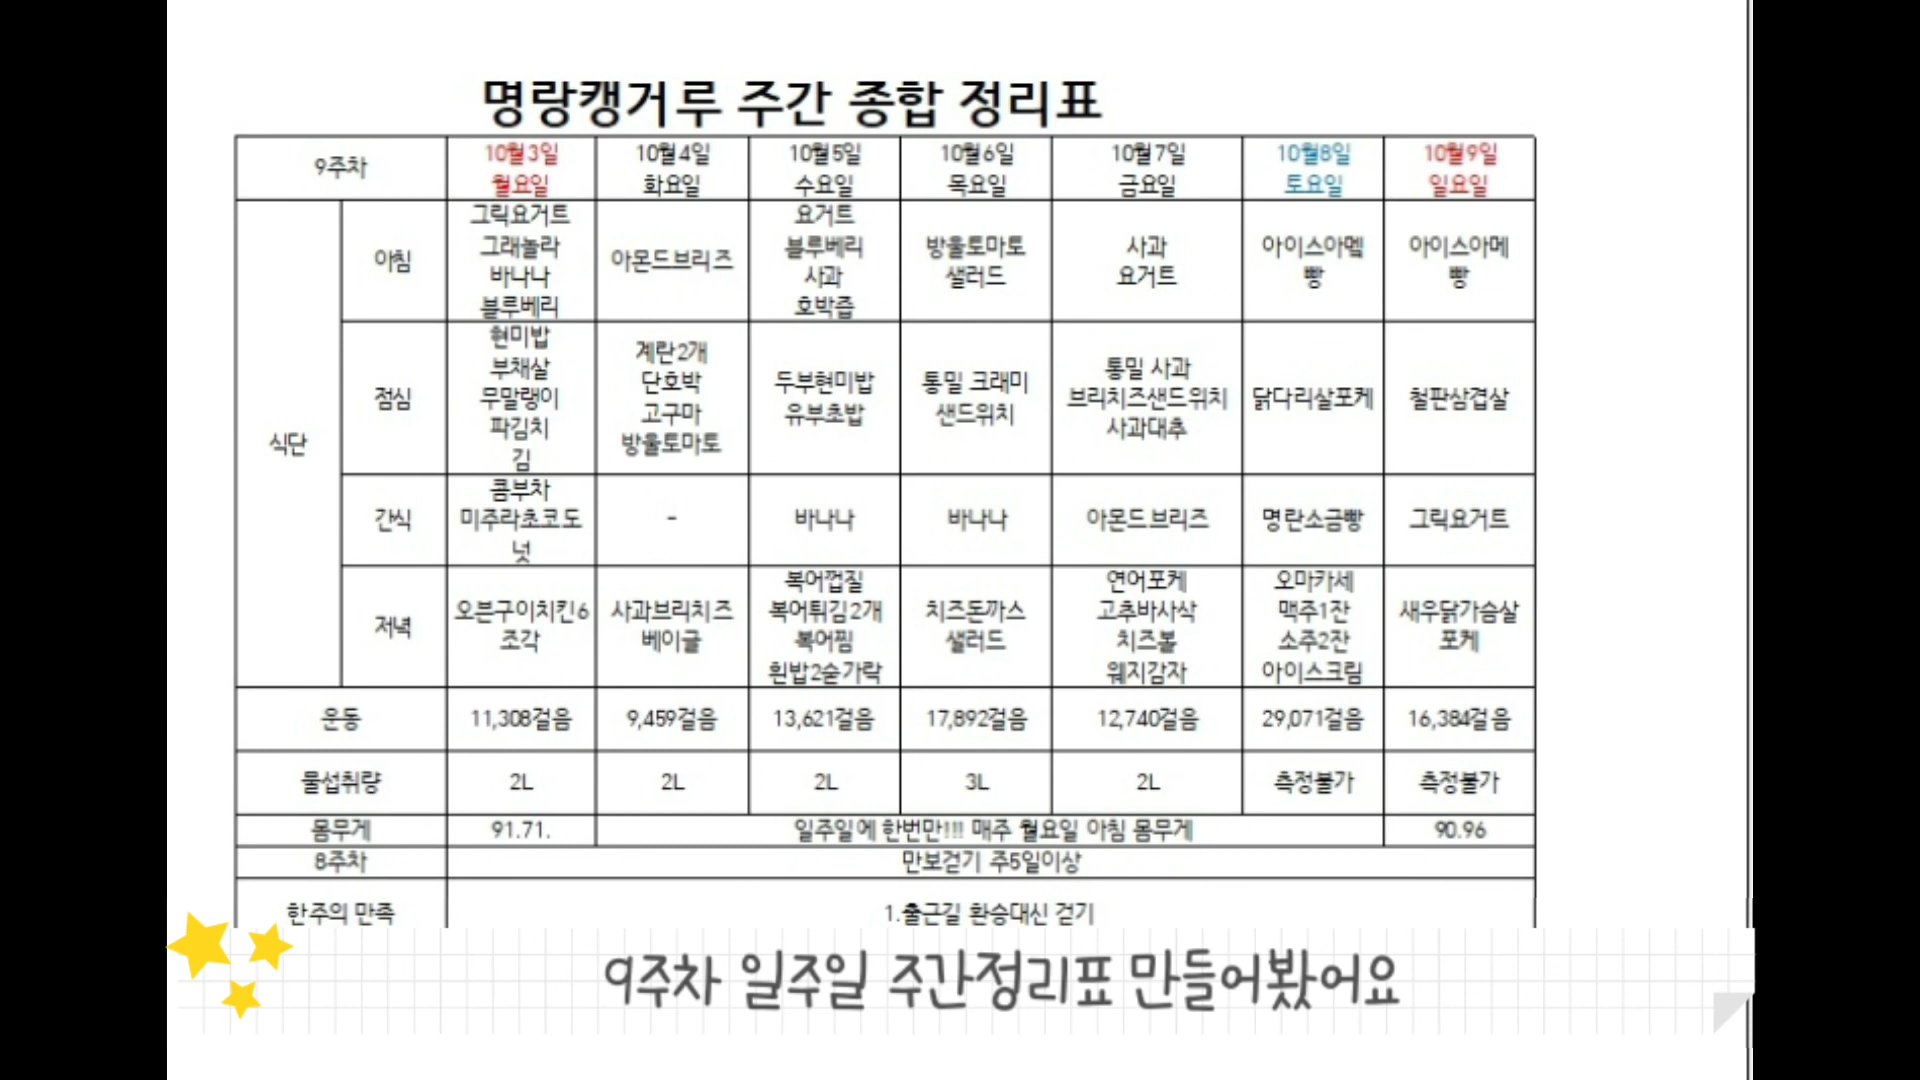 명랑캥거루 주간 종합 정리표
9주차
10월3일
월요일
10월4일
화요일
10월5일
수요일
10월6일
목요일
10월7일
금요일
10월8일
토요일
10월9일
일요일
식단
아침
그릭요거트
그래놀라
바나나
블루베리
아몬드브리즈
요거트
블루베리
사과
호박즙
방울토마토
샐러드
사과
요거트
아이스아멬
빵
아이스아메
빵
점심
현미밥
부채살
무말랭이
파김치
김
계란2개
단호박
고구마
방울토마토
두부현미밥
유부초밥
통밀 크래미
샌드위치
통밀 사과
브리치즈샌드위치
사과대추
닭다리살포케
철판삼겹살
간식
콤부차
미주라초코도
넛
-
바나나
바나나
아몬드브리즈
명란소금빵
그릭요거트
저녁
오븐구이치킨6
조각
사과브리치즈
베이글
복어껍질
복어튀김2개
복어찜
흰밥2숟가락
치즈돈까스
샐러드
연어포케
고추바사삭
치즈볼
웨지감자
오마카세
맥주1잔
소주2잔
아이스크림
새우닭가슴살
포케
운동
11,308걸음
9,459걸음
13,621걸음
17,892걸음
12,740걸음
29,071걸음
16,384걸음
물섭취량
2L
2L
2L
3L
2L
측정불가
측정불가
몸무게
91.71.
일주일에 한번만!!! 매주 월요일 아침 몸무게
90.96
8주차
만보걷기 주5일이상
한주의 만족
1.출근길 환승대신 걷기
9주차 일주일 주간정리표 만들어봤어요